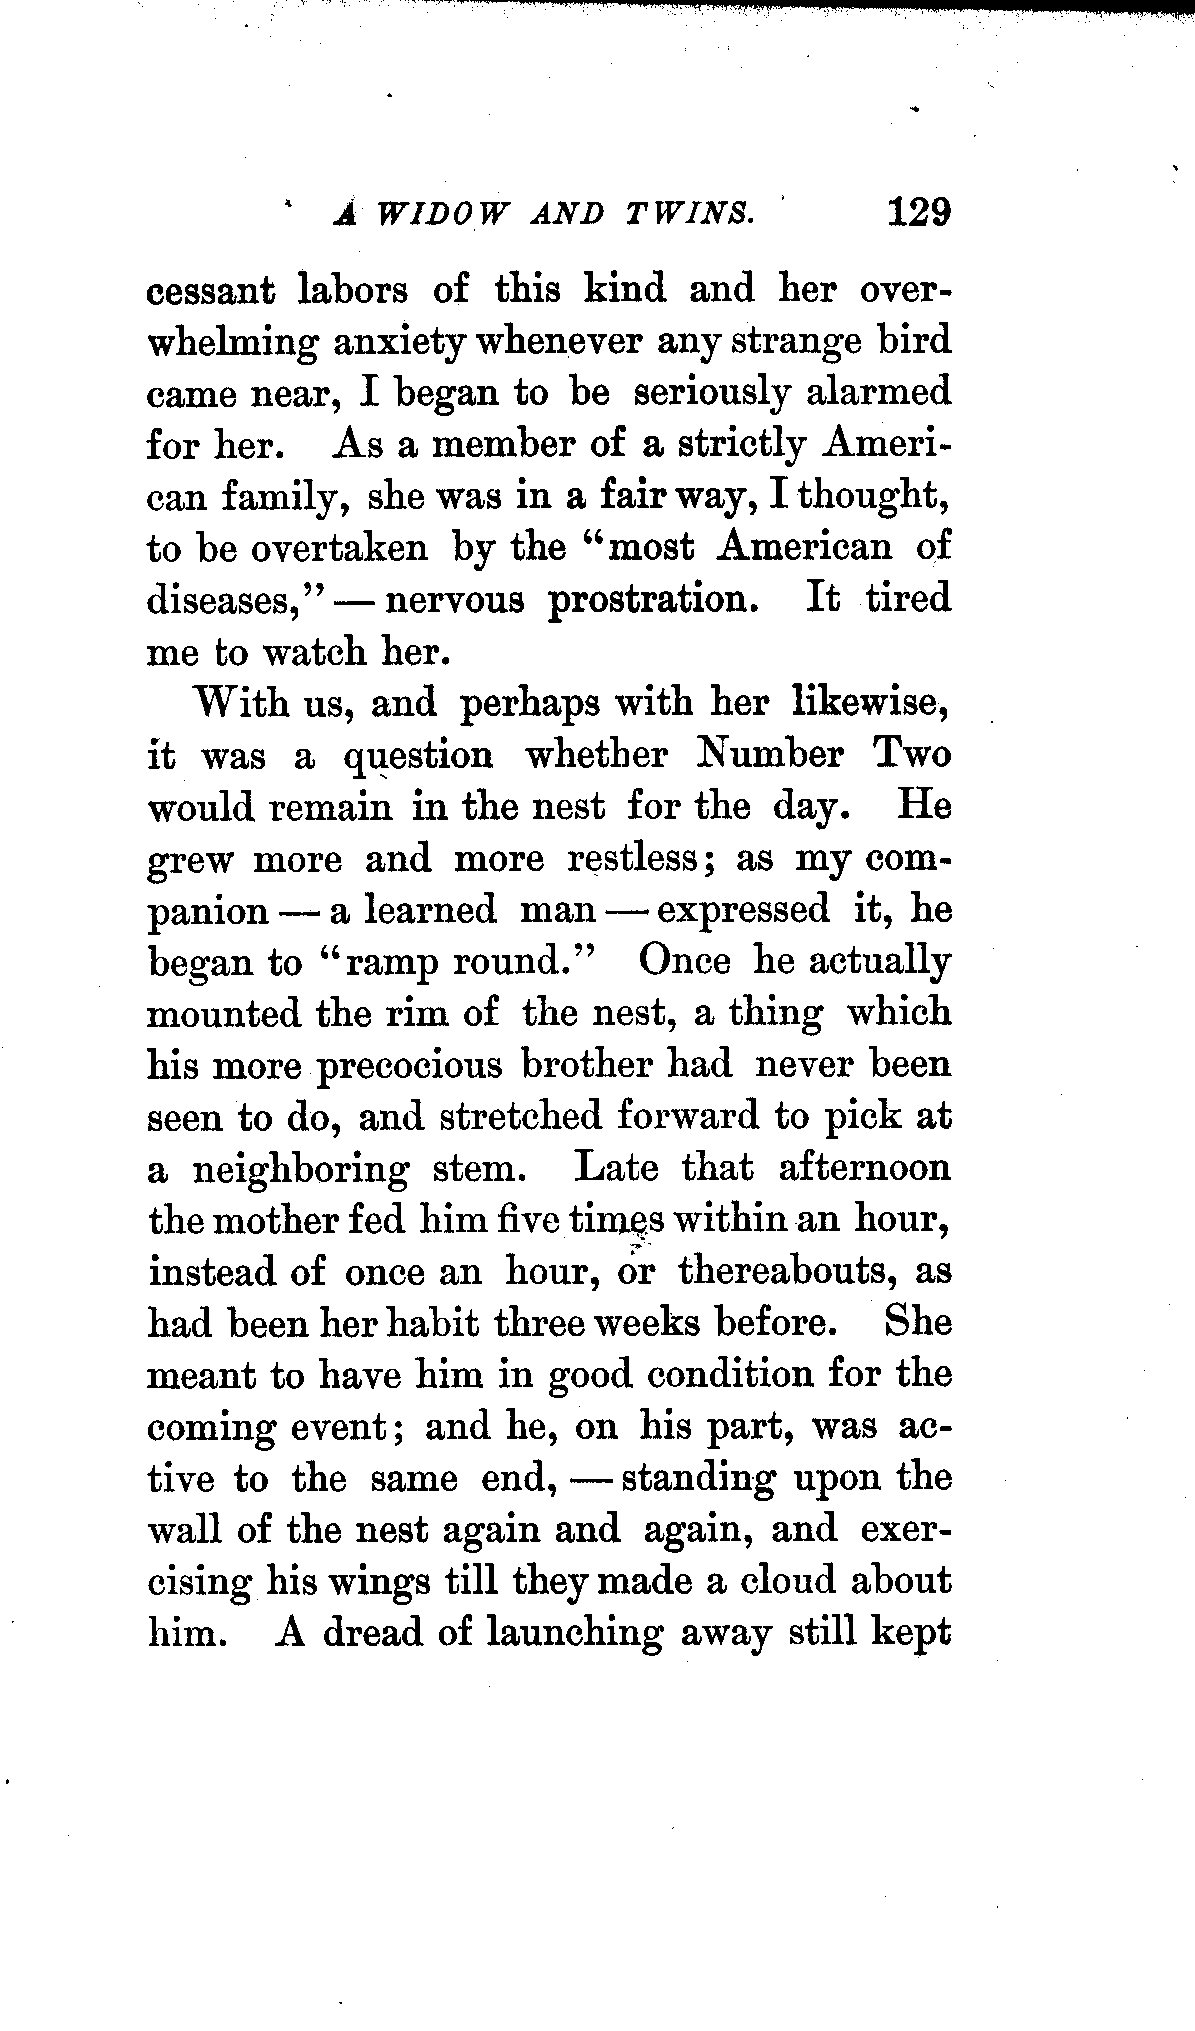 A WIDOW AND TWINS. 129
cessant labors of this kind and her over-
whelming anxiety whenever any strange bird
came near, I began to be seriously alarmed
for her. As a member of a strictly Ameri-
can family, she was in a fair way, I thought,
to be overtaken by the "most American of
diseases,"— nervous prostration. It tired
me to watch her.
With us, and perhaps with her likewise,
it was a question whether Number Two
would remain in the nest for the day. He
grew more and more restless; as my com-
panion — a learned man — expressed it, he
began to "ramp round." Once he actually
mounted the rim of the nest, a thing which
his more precocious brother had never been
seen to do, and stretched forward to pick at
a neighboring stem. Late that afternoon
the mother fed him five times within an hour,
instead of once an hour, or thereabouts, as
had been her habit three weeks before. She
meant to have him in good condition for the
coming event; and he, on his part, was ac-
tive to the same end, — standing upon the
wall of the nest again and again, and exer-
cising his wings till they made a cloud about
him. A dread of launching away still kept